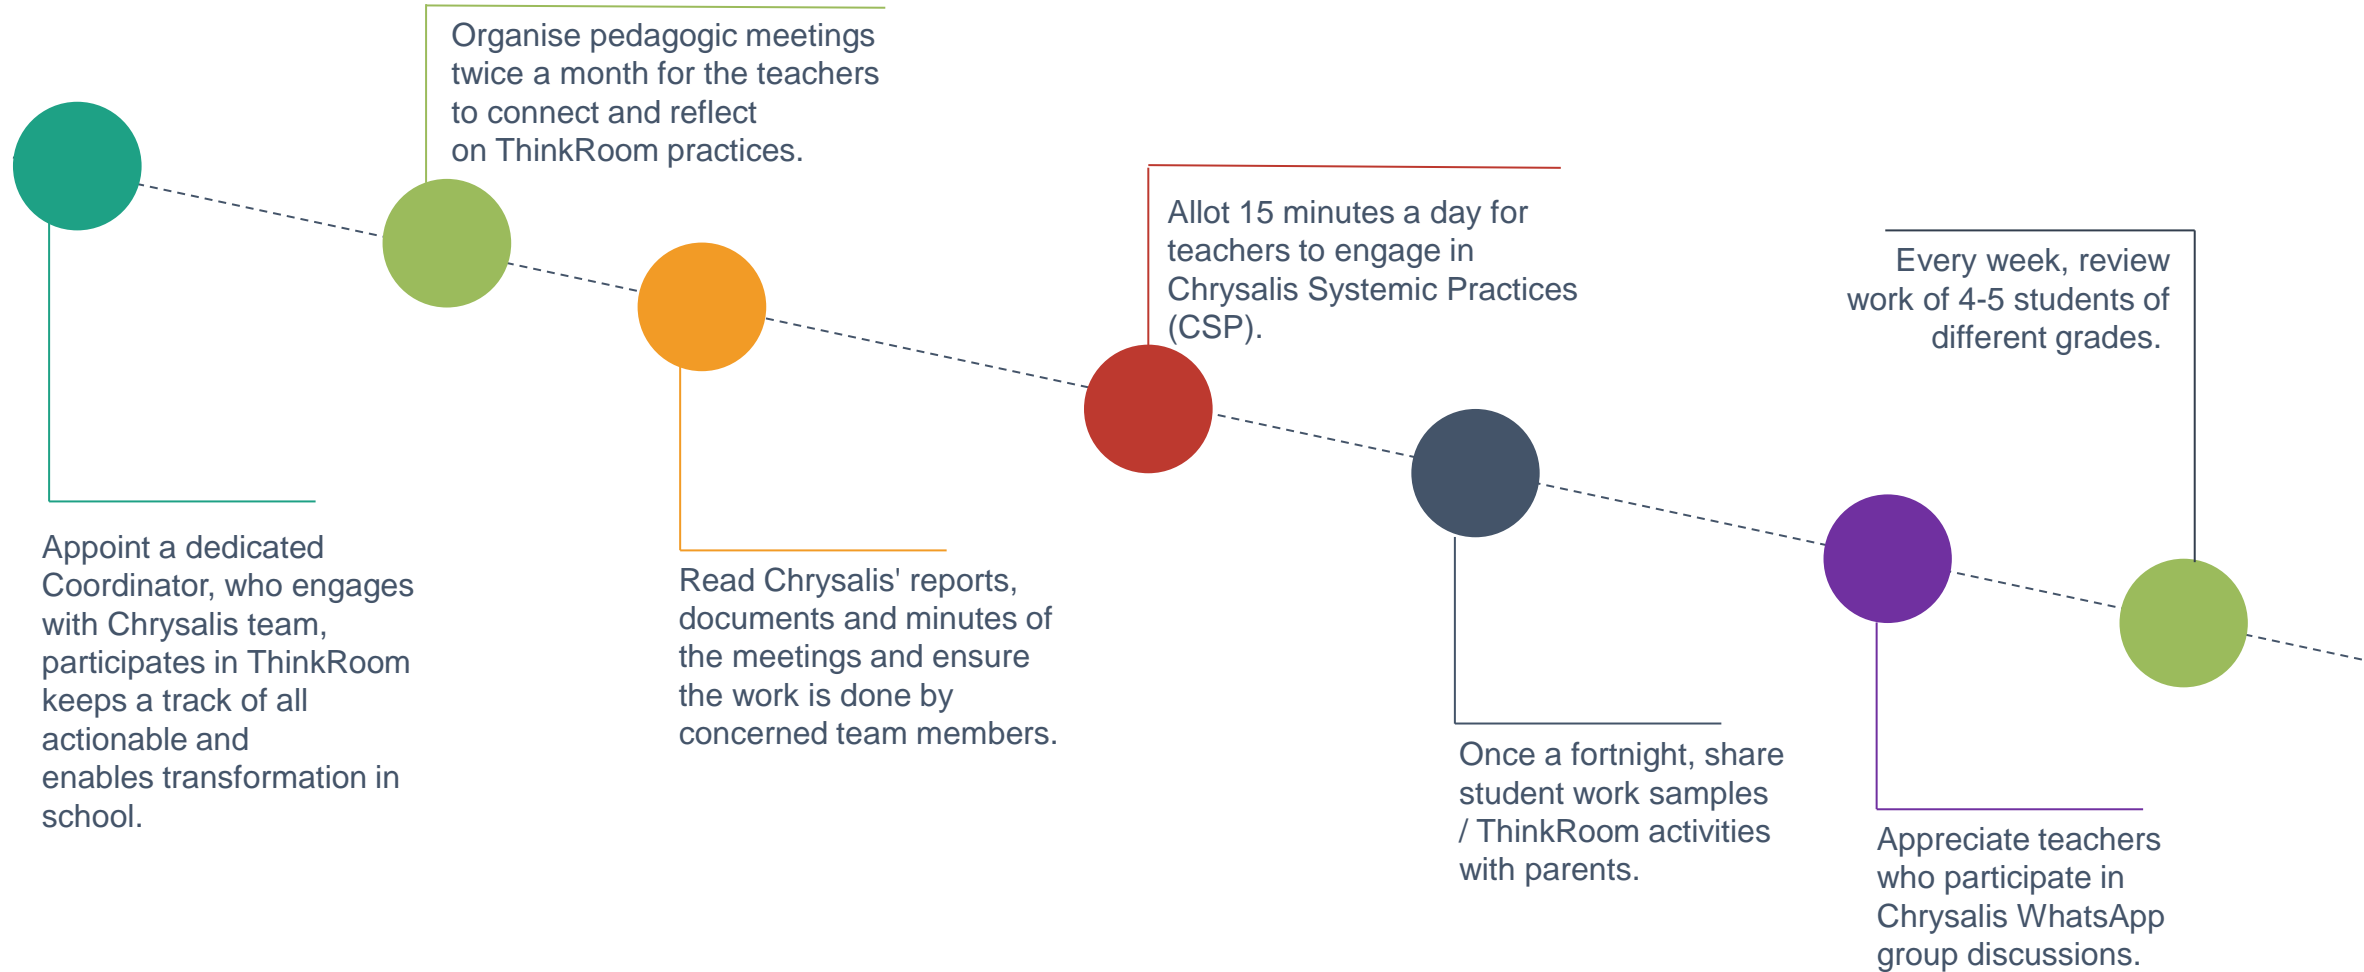 Organise pedagogic meetings
twice a month for the teachers
to connect and reflect
on ThinkRoom practices.
Allot 15 minutes a day for
teachers to engage in
Chrysalis Systemic Practices
(CSP).
Every week, review
work of 4-5 students of
different grades.
Appoint a dedicated
Coordinator, who engages
with Chrysalis team,
participates in ThinkRoom
keeps a track of all
actionable and
enables transformation in
school.
Read Chrysalis' reports,
documents and minutes of
the meetings and ensure
the work is done by
concerned team members.
Once a fortnight, share
student work samples
/ ThinkRoom activities
with parents.
Appreciate teachers
who participate in
Chrysalis WhatsApp
group discussions.